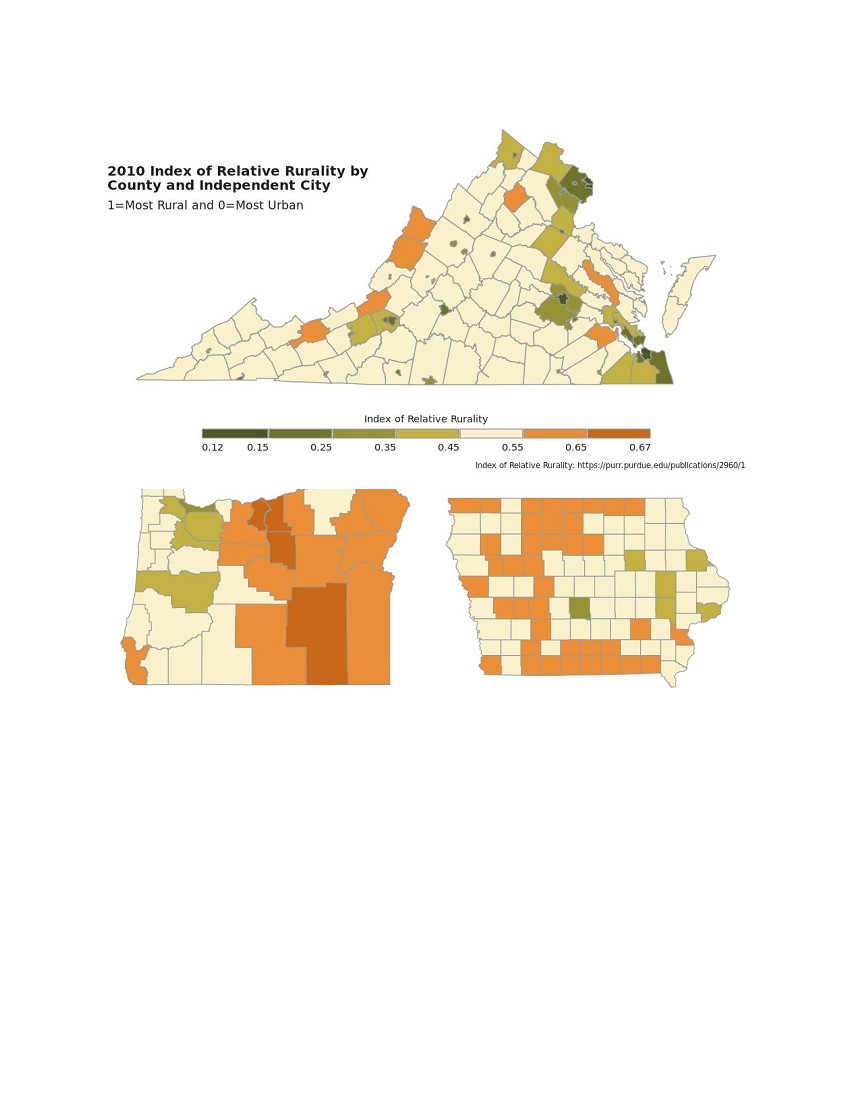 2010 Index of Relative Rurality by
County and Independent City
1=Most Rural and 0=Most Urban
Index of Relative Rurality
0.12 0.15 0.25 0.35 0.45 0.55 0.65 0.67
Index of Relative Rurality: https://purr.purdue.edu/publications/2960/1